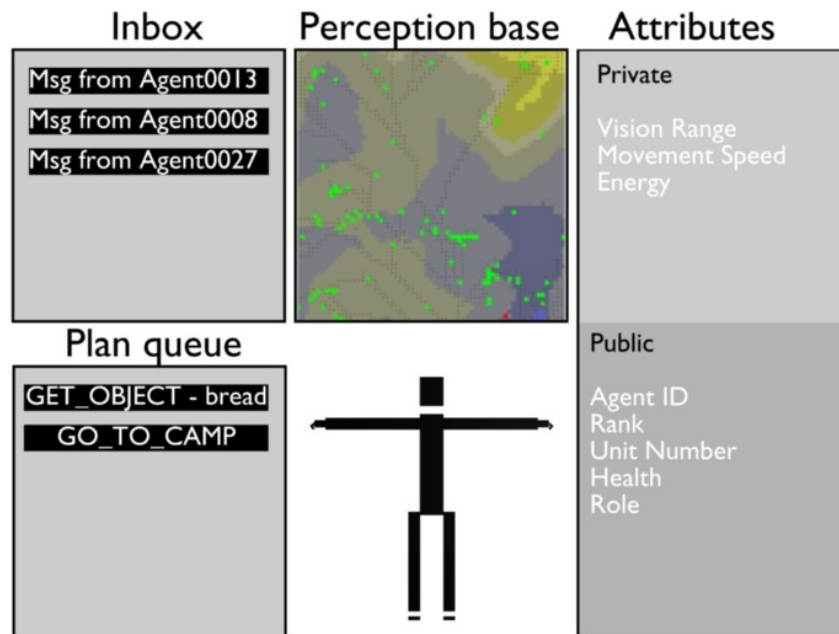 Inbox
Msg from Agent0013
Msg from Agent0008
Msg from Agent0027
Perception base
Attributes
Private
Vision Range
Movement Speed
Energy
Plan queue
GET_OBJECT - bread
GO_TO_CAMP
Public
Agent ID
Rank
Unit Number
Health
Role